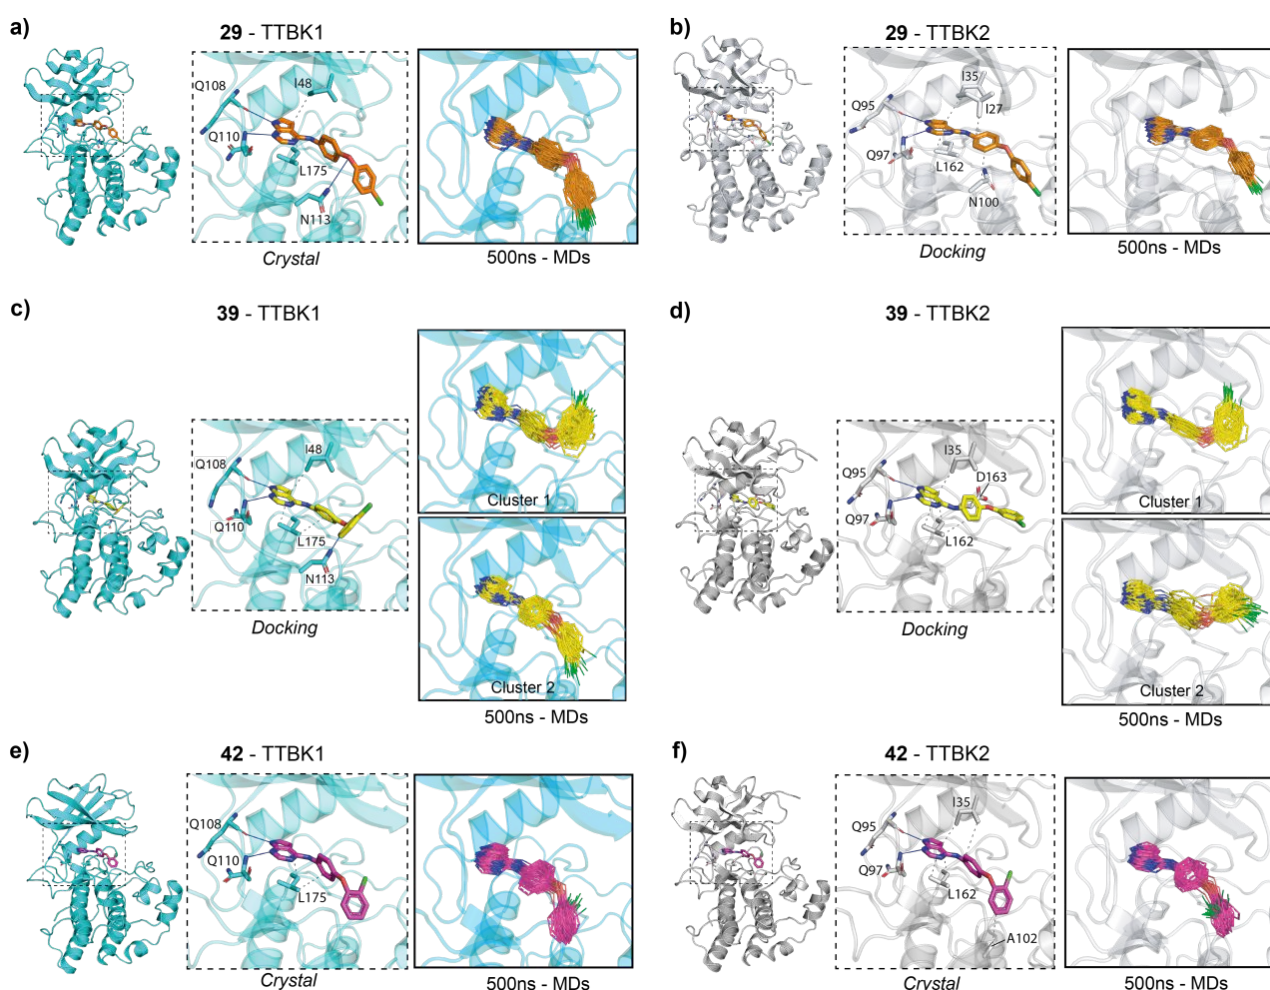 a)
29 - TTBK1
Q108
I48
Q110
L175
N113
Crystal
500ns - MDs
b)
29 - TTBK2
Q95
I35
I27
Q97
L162
N100
Docking
500ns - MDs
c)
39 - TTBK1
Q108
I48
Q110
L175
N113
Docking
Cluster 1
Cluster 2
500ns - MDs
d)
39 - TTBK2
Q95
I35
D163
Q97
L162
Docking
Cluster 1
Cluster 2
500ns - MDs
e)
42 - TTBK1
Q108
Q110
L175
Crystal
500ns - MDs
f)
42 - TTBK2
Q95
I35
Q97
L162
A102
Crystal
500ns - MDs